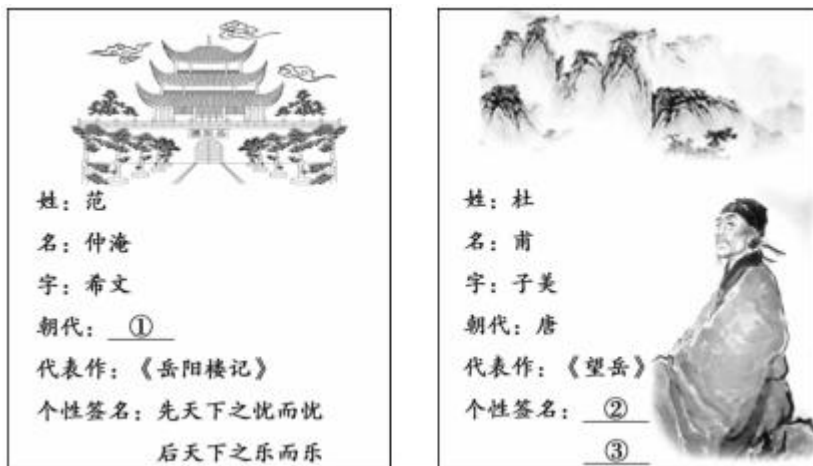 姓：范
名：仲淹
字：希文
朝代：①
代表作：《岳阳楼记》
个性签名：先天下之忧而忧
后天下之乐而乐
姓：杜
名：甫
字：子美
朝代：唐
代表作：《望岳》
个性签名：②
③